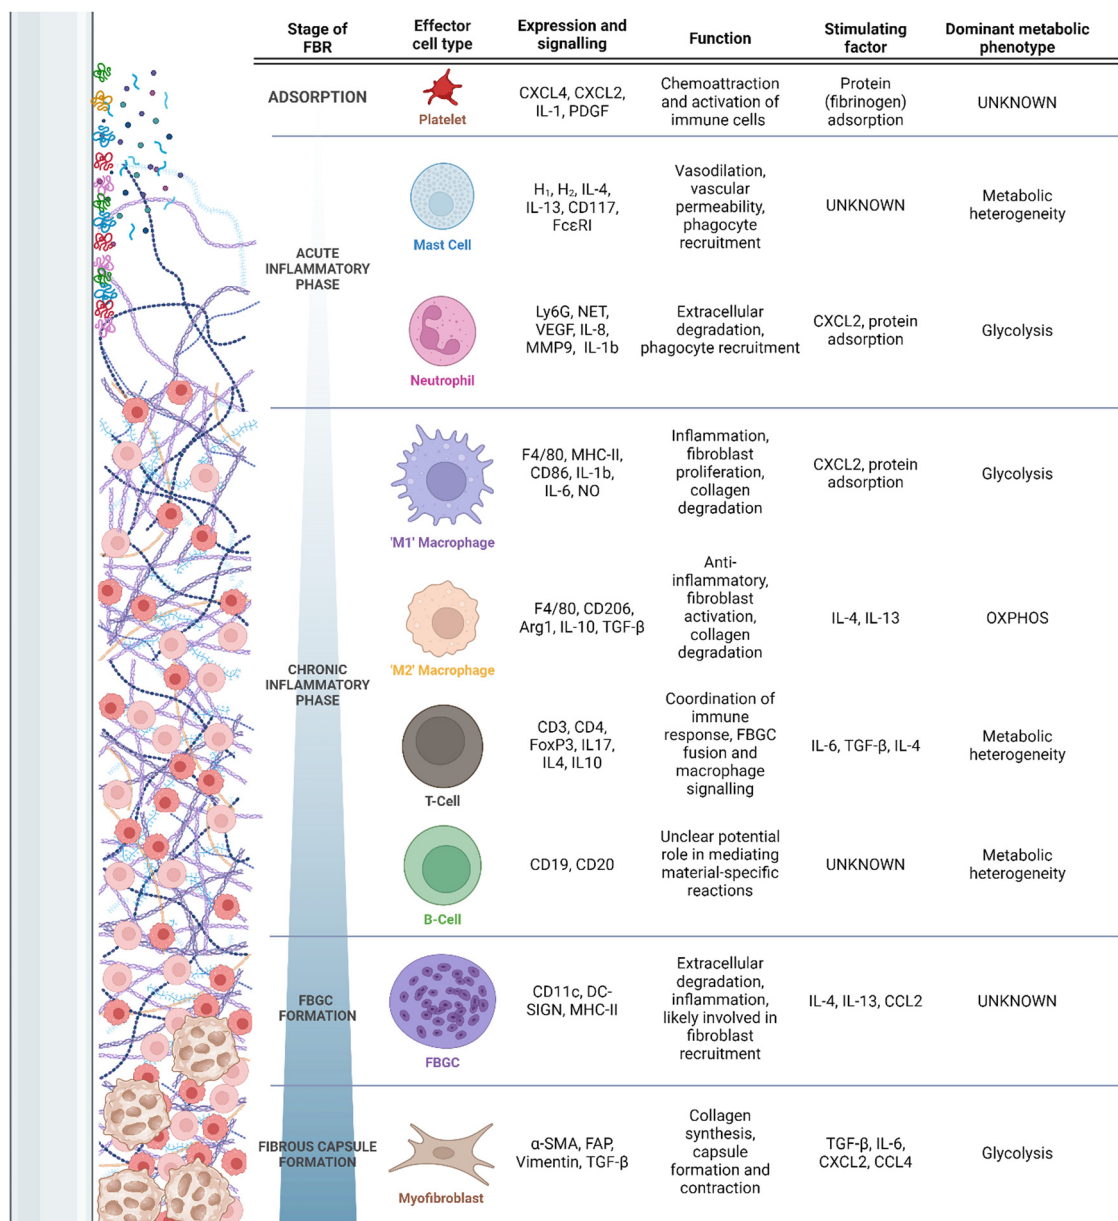 Stage of
FBR
Effector
cell type
Expression and
signalling
Function
Stimulating
factor
Dominant metabolic
phenotype
ADSORPTION
Platelet
CXCL4, CXCL2,
IL-1, PDGF
Chemoattraction
and activation of
immune cells
Protein
(fibrinogen)
adsorption
UNKNOWN
ACUTE
INFLAMMATORY
PHASE
Mast Cell
H₁, H₂, IL-4,
IL-13, CD117,
FcεRI
Vasodilation,
vascular
permeability,
phagocyte
recruitment
UNKNOWN
Metabolic
heterogeneity
Neutrophil
Ly6G, NET,
VEGF, IL-8,
MMP9, IL-1b
Extracellular
degradation,
phagocyte recruitment
CXCL2, protein
adsorption
Glycolysis
CHRONIC
INFLAMMATORY
PHASE
'M1' Macrophage
F4/80, MHC-II,
CD86, IL-1b,
IL-6, NO
Inflammation,
fibroblast
proliferation,
collagen
degradation
CXCL2, protein
adsorption
Glycolysis
'M2' Macrophage
F4/80, CD206,
Arg1, IL-10, TGF-β
Anti-
inflammatory,
fibroblast
activation,
collagen
degradation
IL-4, IL-13
OXPHOS
T-Cell
CD3, CD4,
FoxP3, IL17,
IL4, IL10
Coordination of
immune
response, FBGC
fusion and
macrophage
signalling
IL-6, TGF-β, IL-4
Metabolic
heterogeneity
B-Cell
CD19, CD20
Unclear potential
role in mediating
material-specific
reactions
UNKNOWN
Metabolic
heterogeneity
FBGC
FORMATION
FBGC
CD11c, DC-
SIGN, MHC-II
Extracellular
degradation,
inflammation,
likely involved in
fibroblast
recruitment
IL-4, IL-13, CCL2
UNKNOWN
FIBROUS CAPSULE
FORMATION
Myofibroblast
α-SMA, FAP,
Vimentin, TGF-β
Collagen
synthesis,
capsule
formation and
contraction
TGF-β, IL-6,
CXCL2, CCL4
Glycolysis